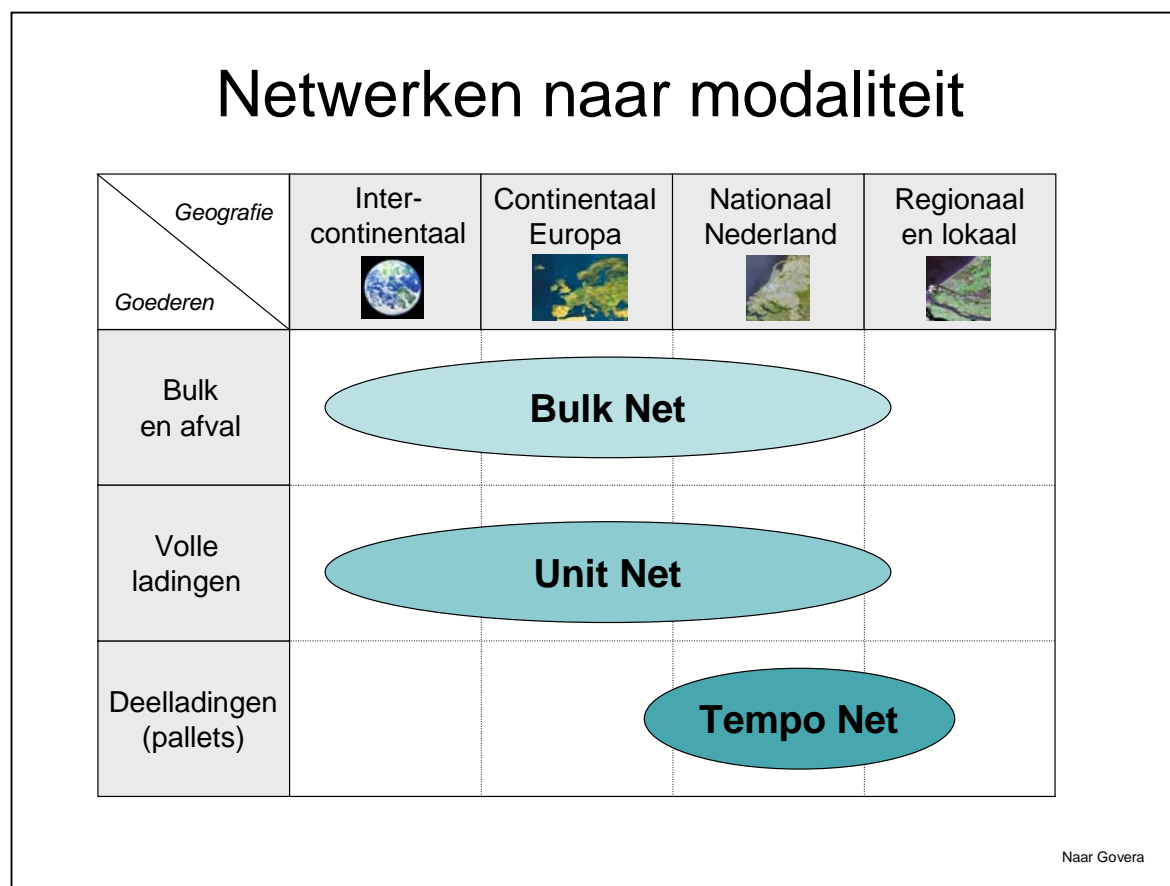 Netwerken naar modaliteit
Geografie
Goederen
Inter-
continentaal
Continentaal
Europa
Nationaal
Nederland
Regionaal
en lokaal
Bulk
en afval
Bulk Net
Volle
ladingen
Unit Net
Deelladingen
(pallets)
Tempo Net
Naar Govera